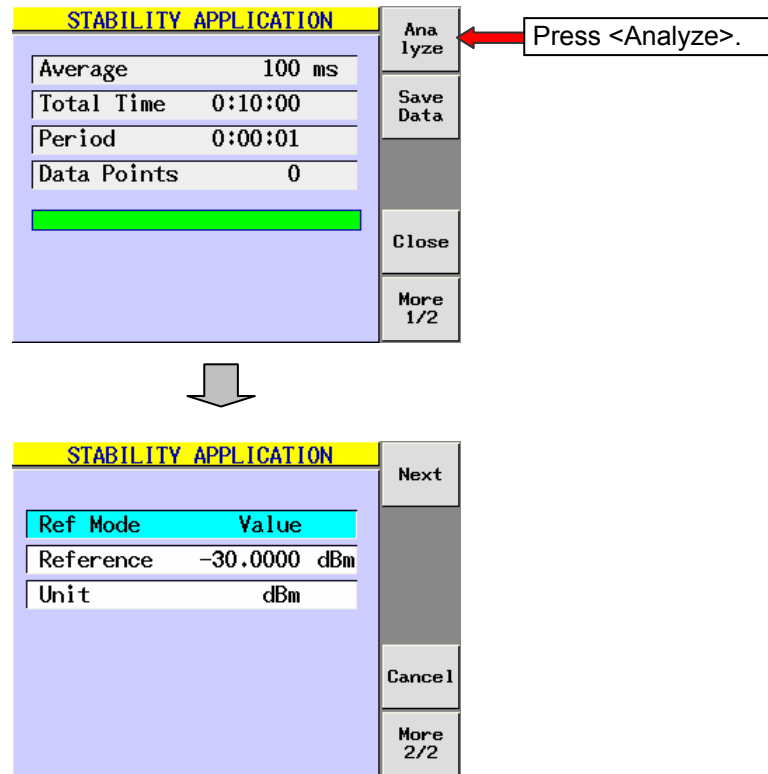 STABILITY APPLICATION
Ana
lyze
Press <Analyze>.
Average 100 ms
Total Time 0:10:00
Save
Data
Period 0:00:01
Data Points 0
Close
More
1/2
STABILITY APPLICATION
Next
Ref Mode Value
Reference -30.0000 dBm
Unit dBm
Cancel
More
2/2